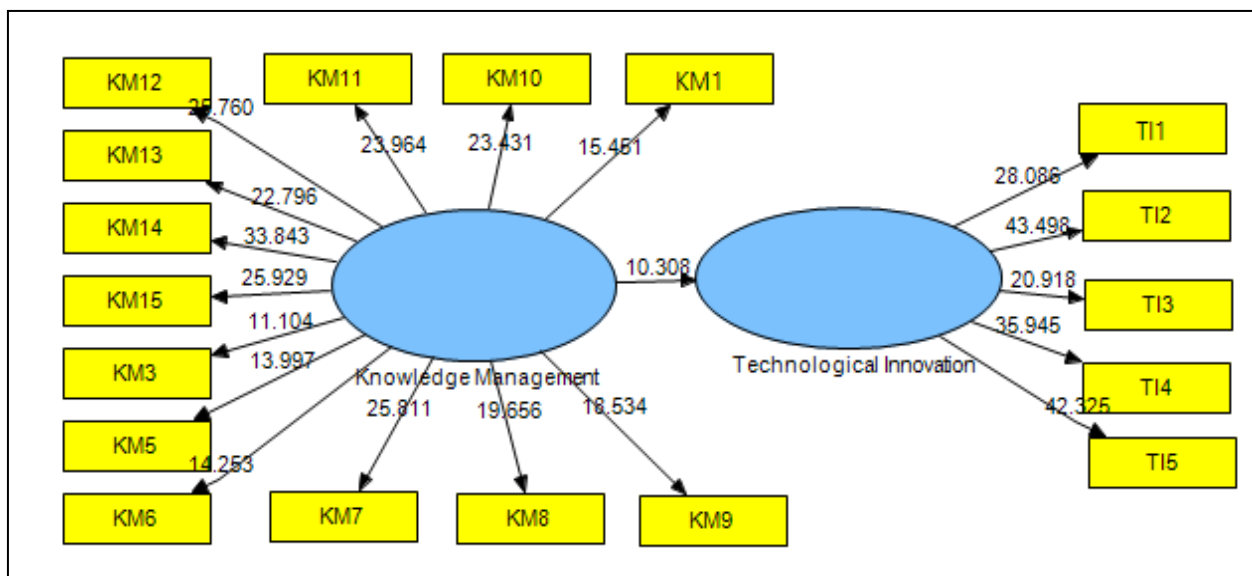 KM12
KM11
KM10
KM1
23.964
23.431
15.451
KM13
22.796
KM14
33.843
KM15
25.929
KM3
11.104
KM5
13.997
KM6
14.253
KM7
25.811
KM8
19.656
KM9
18.534
Knowledge Management
10.308
Technological Innovation
TI1
28.086
TI2
43.498
TI3
20.918
TI4
35.945
TI5
42.325